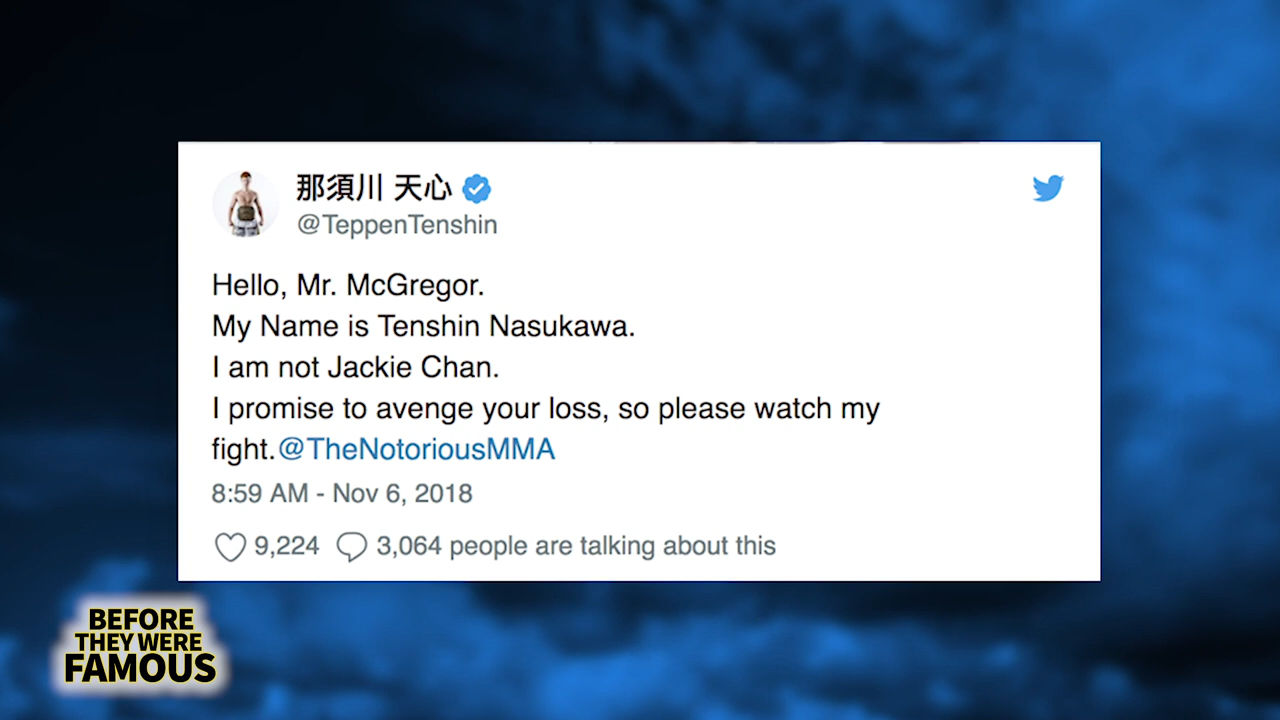 那須川 天心
@TeppenTenshin
Hello, Mr. McGregor.
My Name is Tenshin Nasukawa.
I am not Jackie Chan.
I promise to avenge your loss, so please watch my
fight.@TheNotoriousMMA
8:59 AM - Nov 6, 2018
9,224 3,064 people are talking about this
BEFORE
THEY WERE
FAMOUS